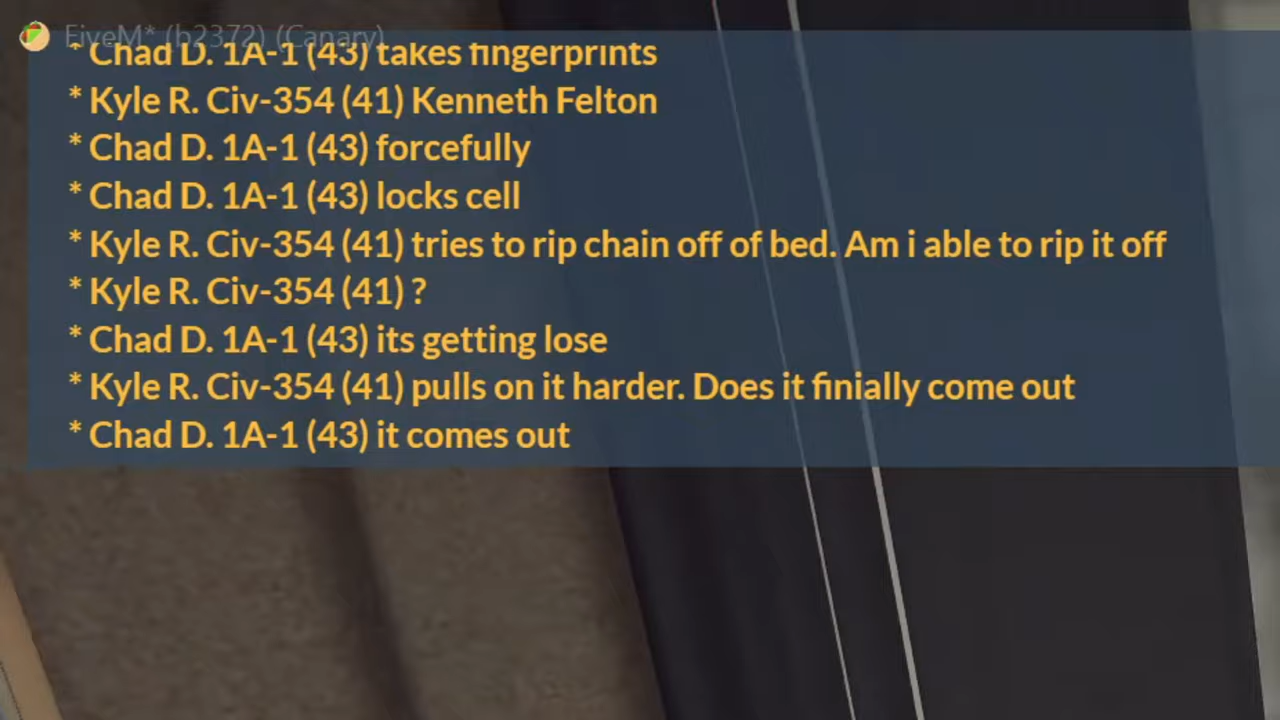 FiveM* (b2372) (Canary)
* Chad D. 1A-1 (43) takes fingerprints
* Kyle R. Civ-354 (41) Kenneth Felton
* Chad D. 1A-1 (43) forcefully
* Chad D. 1A-1 (43) locks cell
* Kyle R. Civ-354 (41) tries to rip chain off of bed. Am i able to rip it off
* Kyle R. Civ-354 (41) ?
* Chad D. 1A-1 (43) its getting lose
* Kyle R. Civ-354 (41) pulls on it harder. Does it finially come out
* Chad D. 1A-1 (43) it comes out